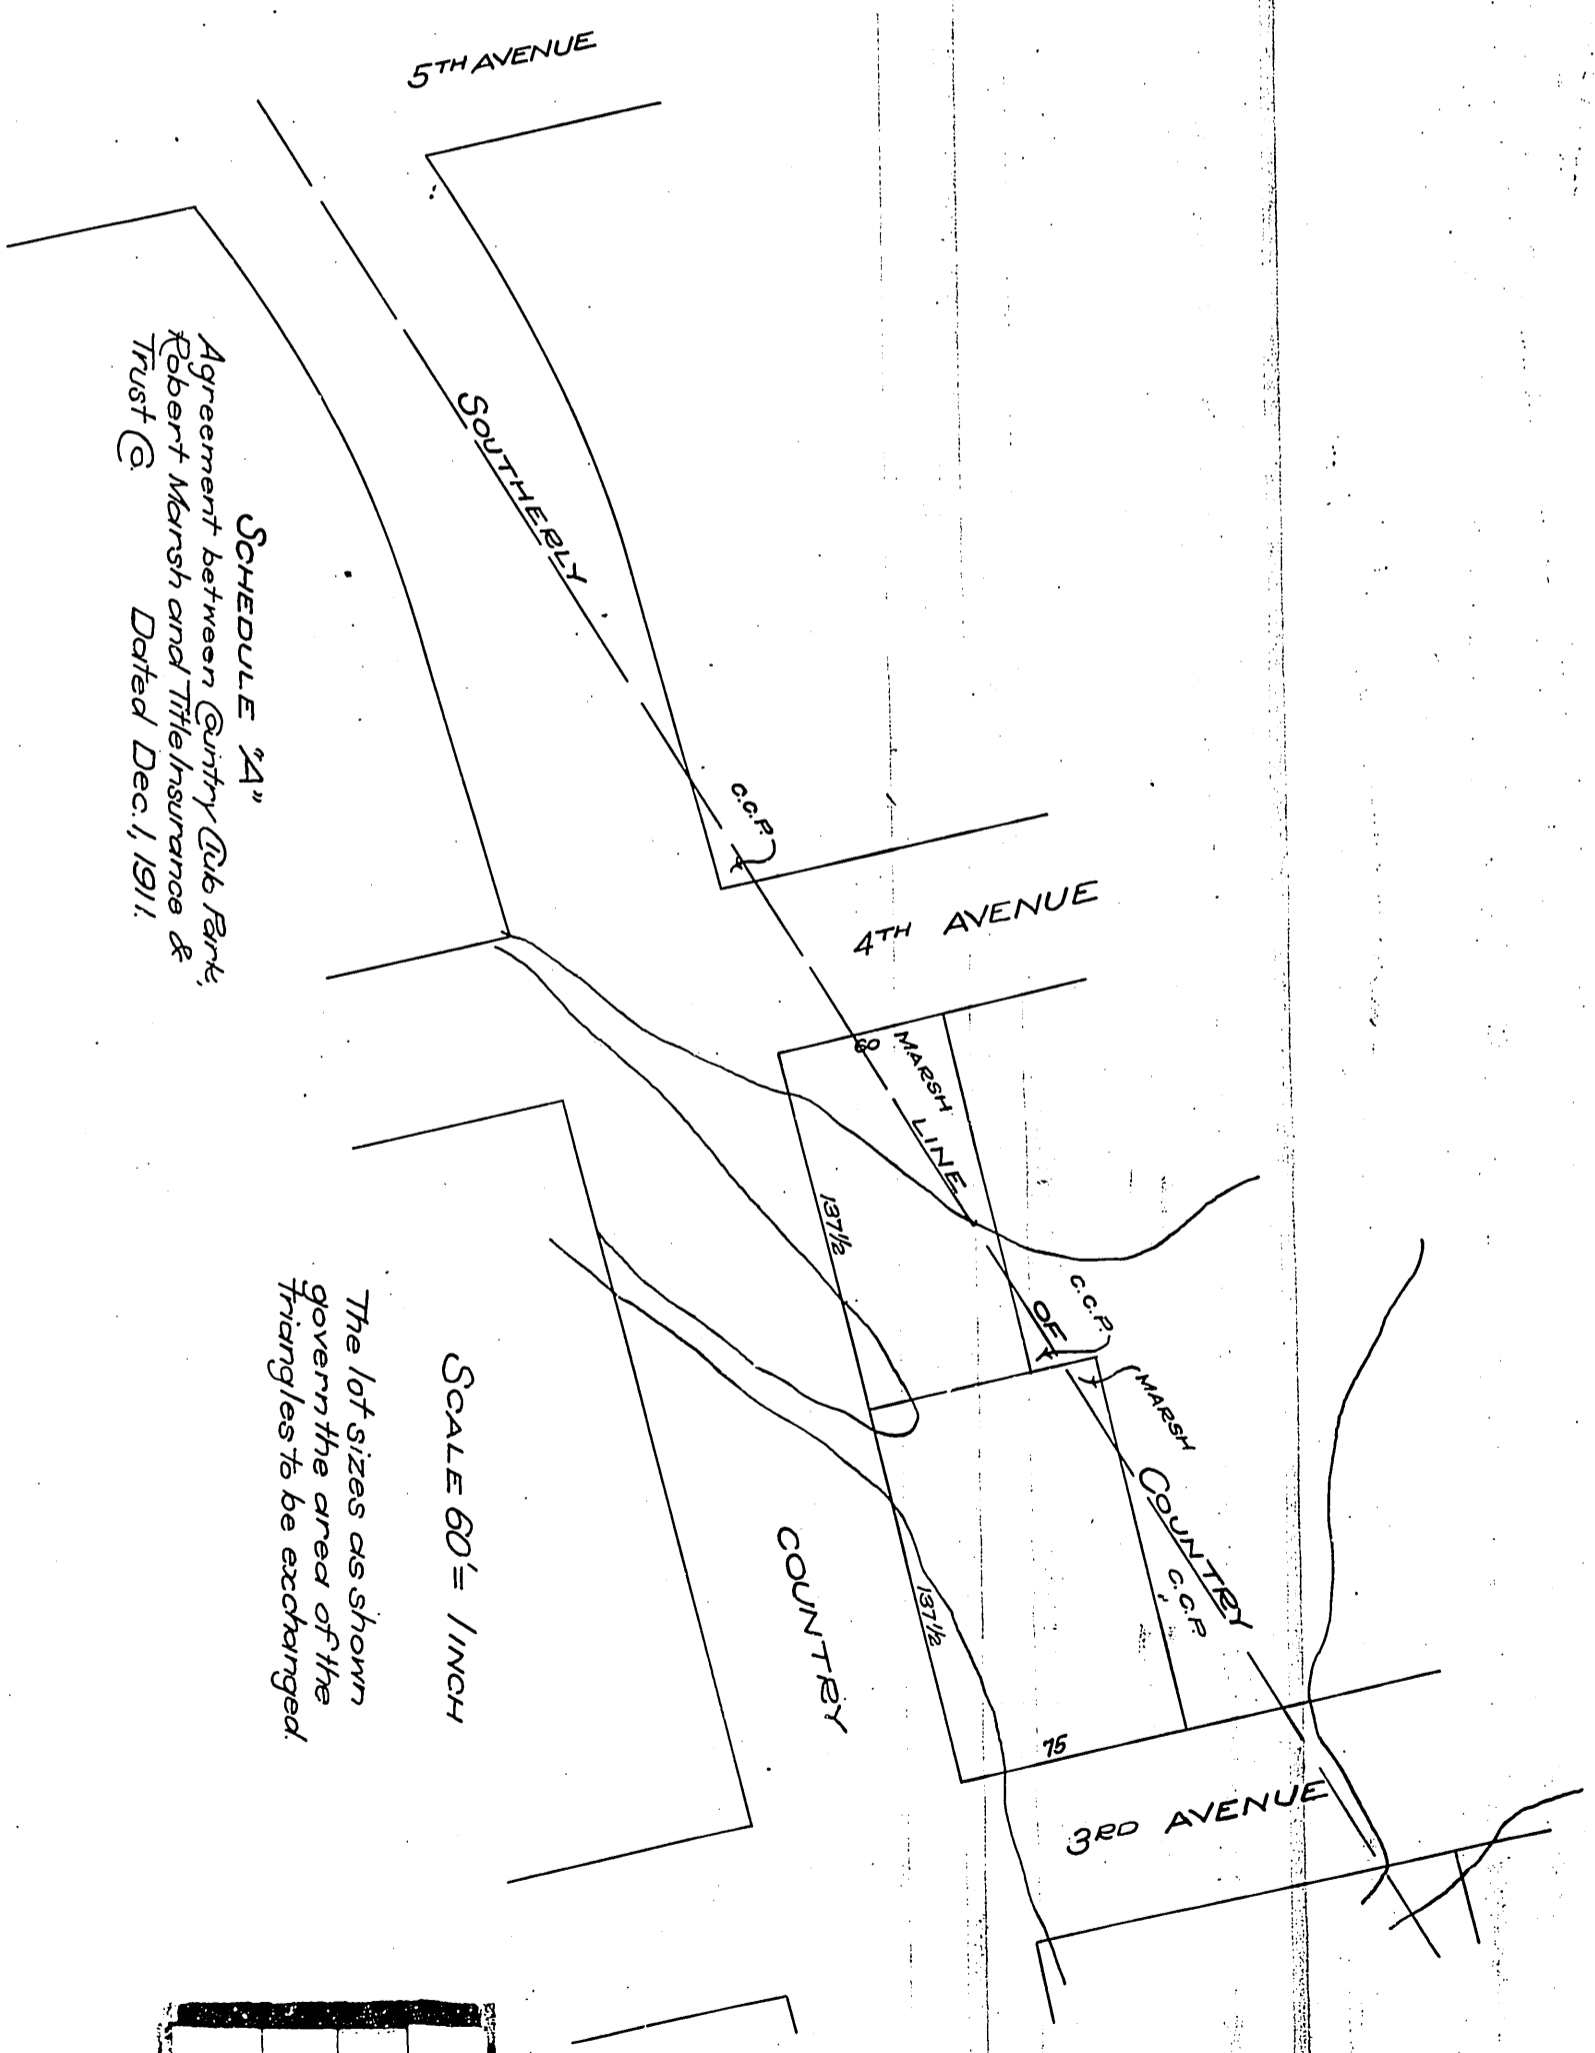 5TH AVENUE
SOUTHERLY
C.C.P.
4TH AVENUE
MARSH
LINE
60
137½
OF
C.C.P.
MARSH
COUNTRY
C.C.P.
137½
75
3RD AVENUE
COUNTRY
SCHEDULE "A"
Agreement between Country Club Park,
Robert Marsh and Title Insurance &
Trust Co. Dated Dec. 1, 1911.
SCALE 60' = 1 INCH
The lot sizes as shown
govern the area of the
triangles to be exchanged.